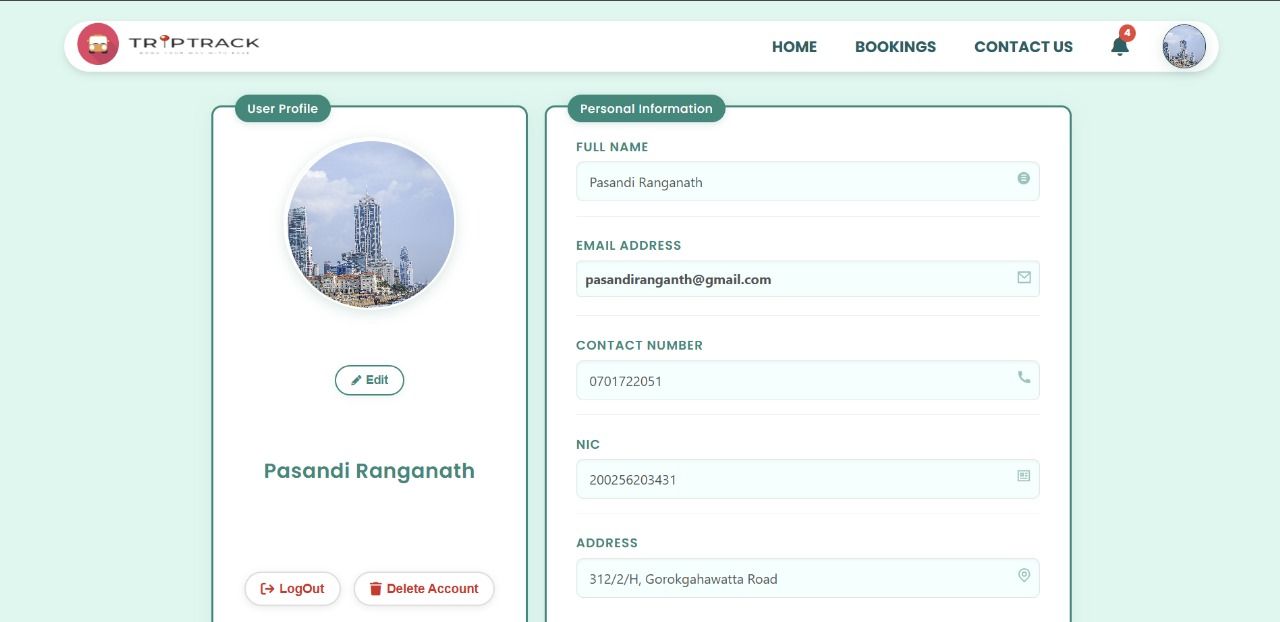 TRIPTRACK
HOME
BOOKINGS
CONTACT US
4
User Profile
Edit
Pasandi Ranganath
LogOut
Delete Account
Personal Information
FULL NAME
Pasandi Ranganath
EMAIL ADDRESS
pasandiranganth@gmail.com
CONTACT NUMBER
0701722051
NIC
200256203431
ADDRESS
312/2/H, Gorokgahawatta Road